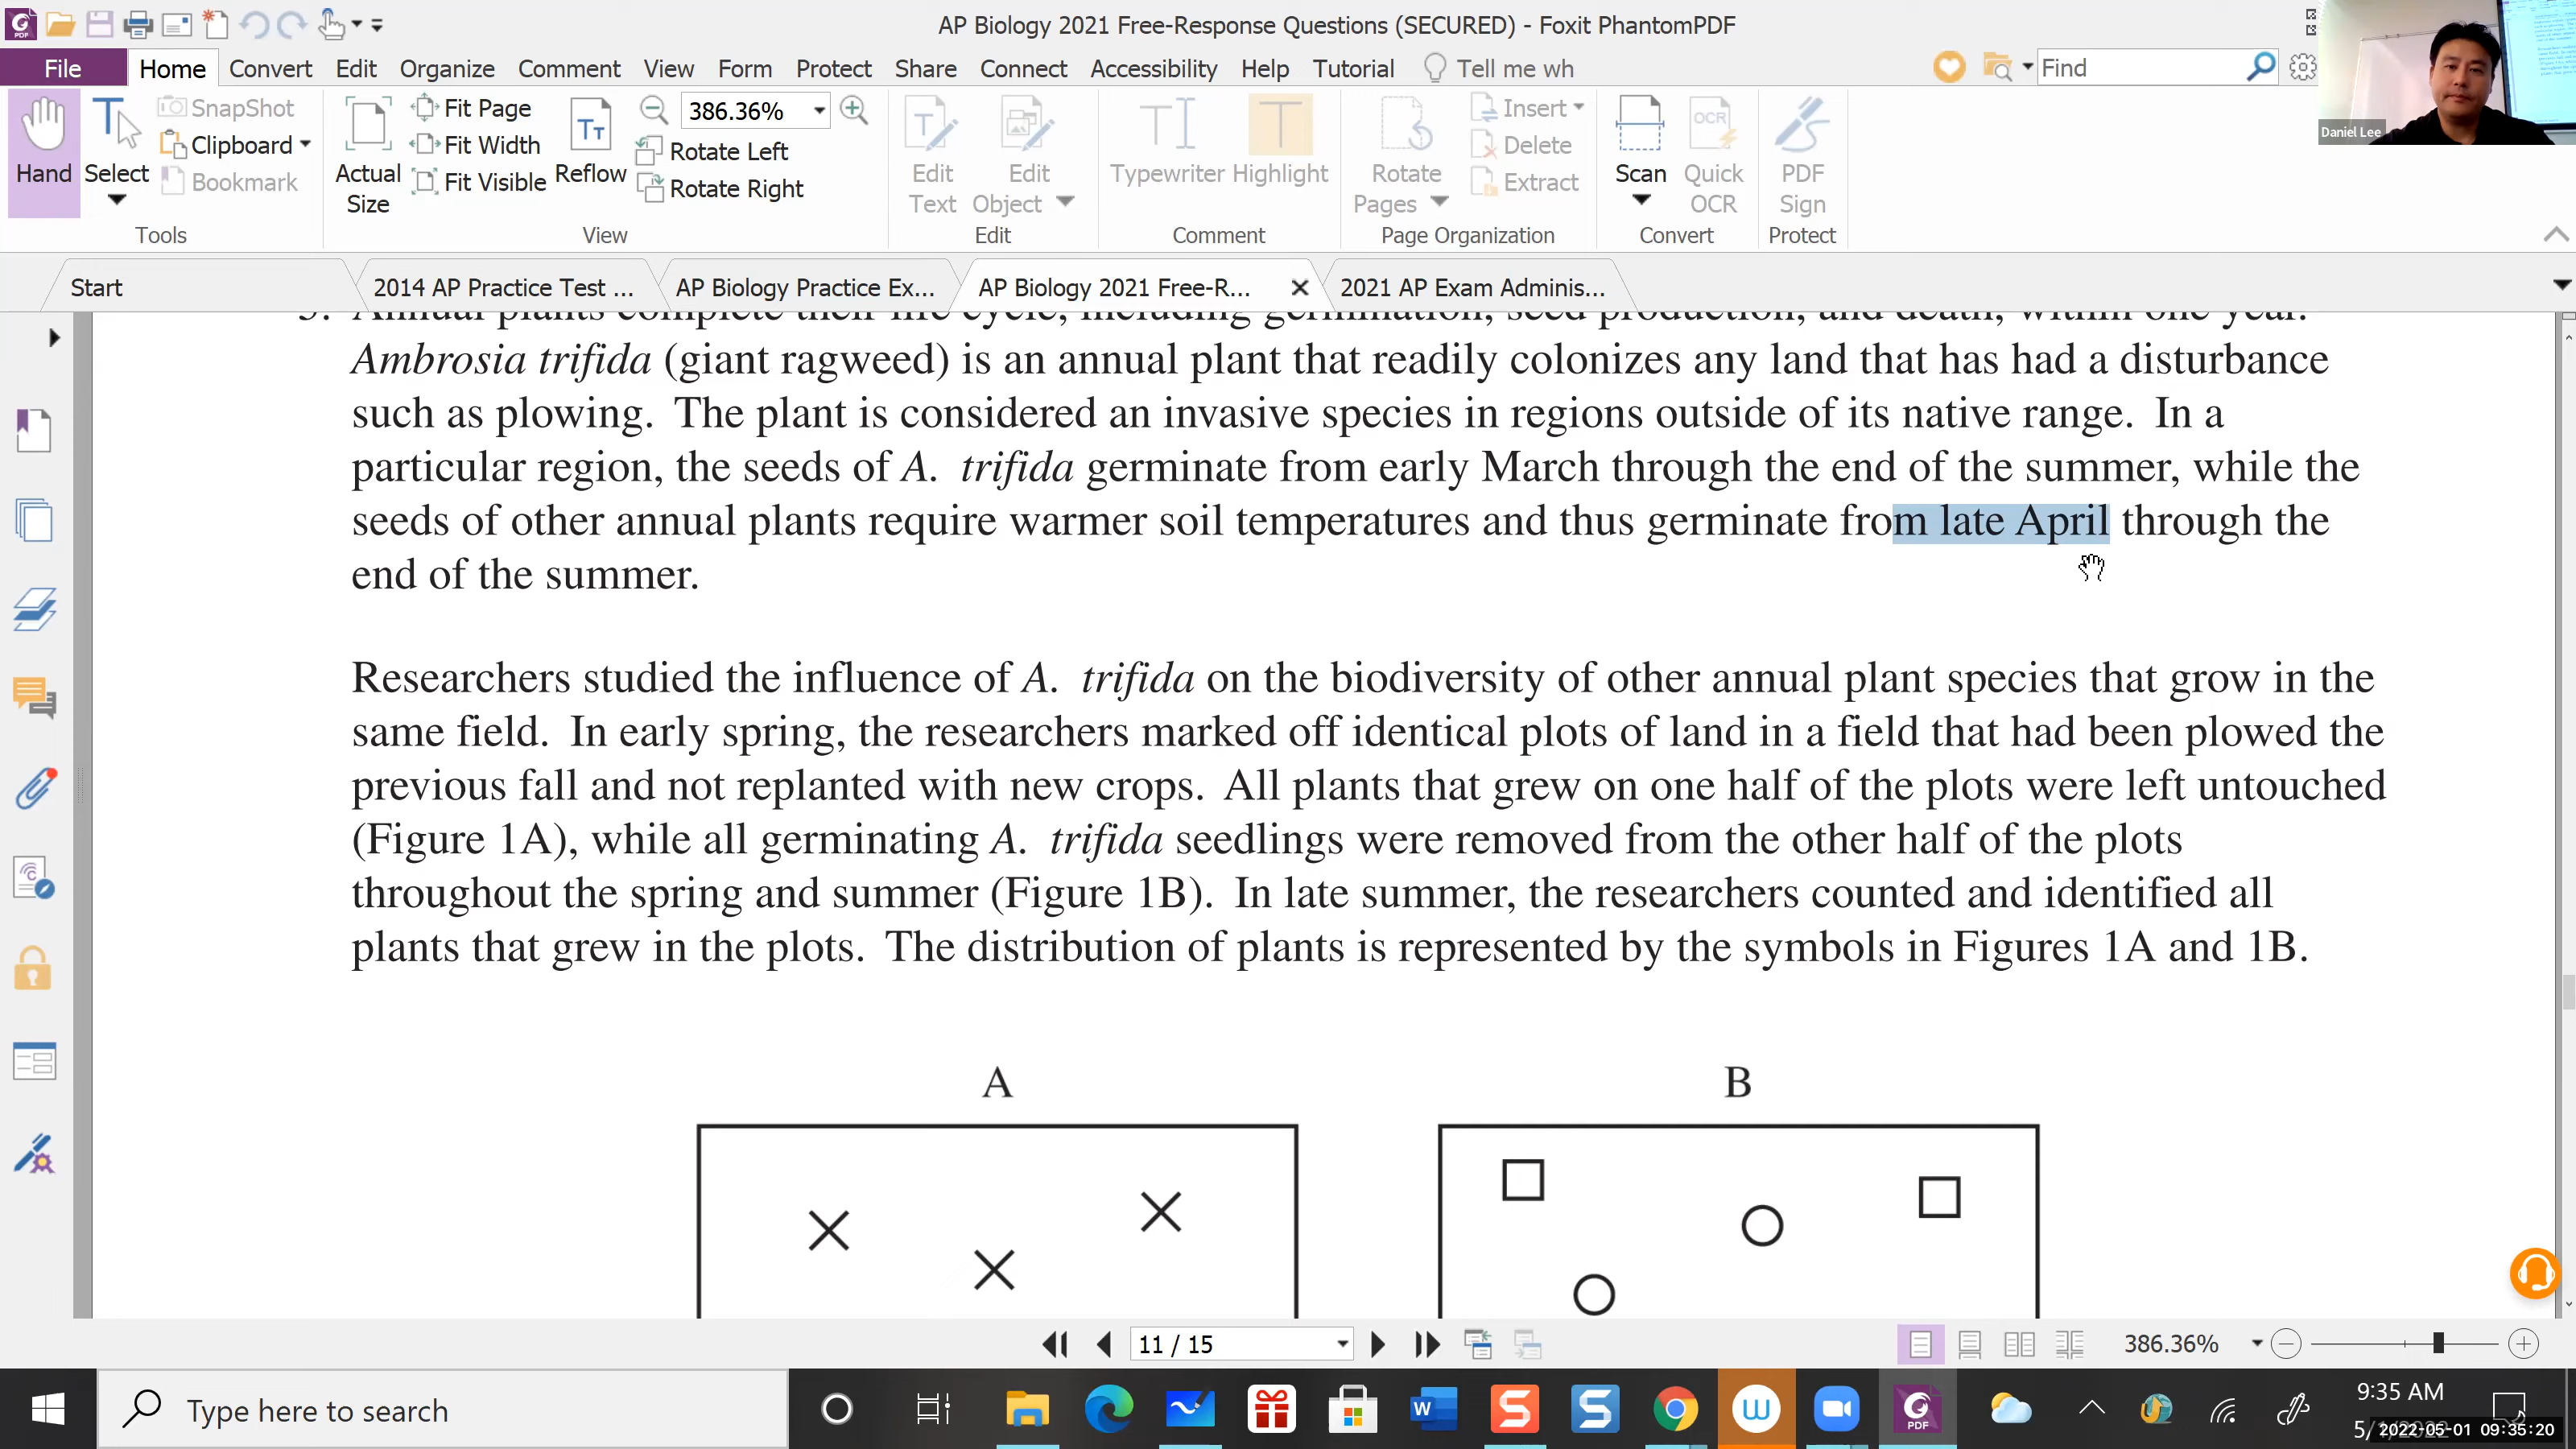 AP Biology 2021 Free-Response Questions (SECURED) - Foxit PhantomPDF
File Home Convert Edit Organize Comment View Form Protect Share Connect Accessibility Help Tutorial Tell me wh Find
Daniel Lee
Hand
Select
SnapShot
Clipboard
Bookmark
Tools
Actual Size
Fit Page
Fit Width
Fit Visible
Reflow
386.36%
Rotate Left
Rotate Right
View
Edit Text
Edit Object
Edit
Typewriter
Highlight
Comment
Rotate Pages
Insert
Delete
Extract
Page Organization
Scan
Quick OCR
Convert
PDF Sign
Protect
Start
2014 AP Practice Test ...
AP Biology Practice Ex...
AP Biology 2021 Free-R...
2021 AP Exam Adminis...
Annual plants complete their life cycle, including germination, seed production, and death, within one year.
Ambrosia trifida (giant ragweed) is an annual plant that readily colonizes any land that has had a disturbance
such as plowing. The plant is considered an invasive species in regions outside of its native range. In a
particular region, the seeds of A. trifida germinate from early March through the end of the summer, while the
seeds of other annual plants require warmer soil temperatures and thus germinate from late April through the
end of the summer.
Researchers studied the influence of A. trifida on the biodiversity of other annual plant species that grow in the
same field. In early spring, the researchers marked off identical plots of land in a field that had been plowed the
previous fall and not replanted with new crops. All plants that grew on one half of the plots were left untouched
(Figure 1A), while all germinating A. trifida seedlings were removed from the other half of the plots
throughout the spring and summer (Figure 1B). In late summer, the researchers counted and identified all
plants that grew in the plots. The distribution of plants is represented by the symbols in Figures 1A and 1B.
A
B
11 / 15
386.36%
Type here to search
9:35 AM
2022-05-01 09:35:20